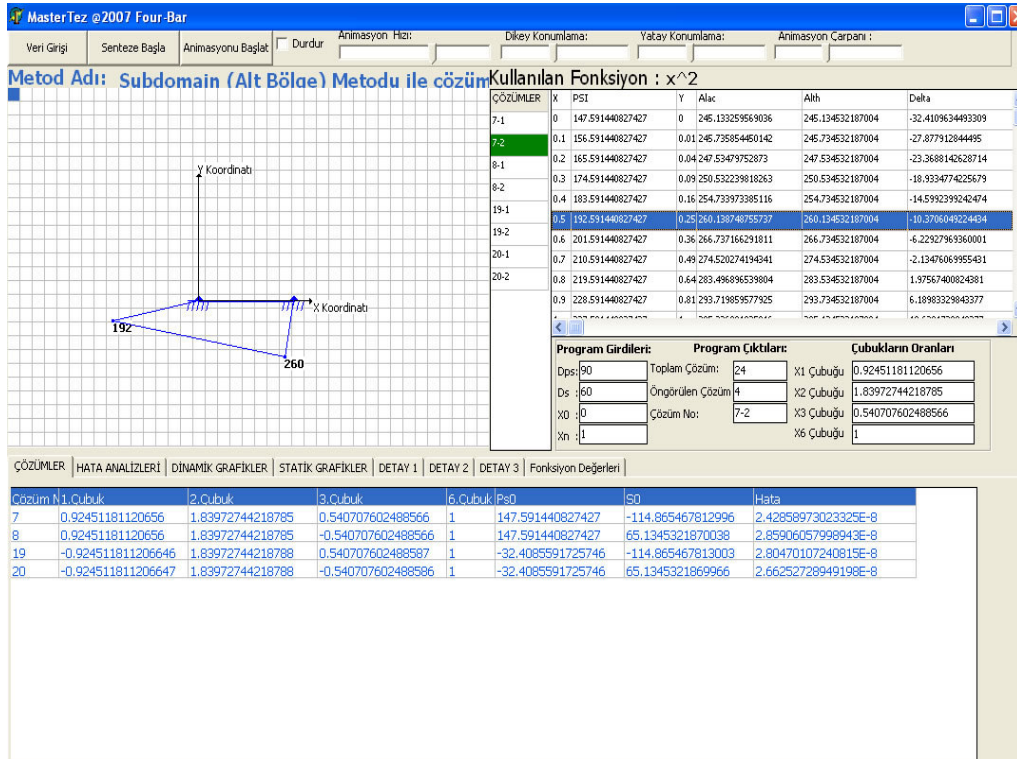 MasterTez @2007 Four-Bar
Veri Girişi Senteze Başla Animasyonu Başlat Durdur Animasyon Hızı: Dikey Konumlama: Yatay Konumlama: Animasyon Çarpanı :
Metod Adı: Subdomain (Alt Bölge) Metodu ile çözüm Kullanılan Fonksiyon : x^2
Y Koordinatı
X Koordinatı
192
260
ÇÖZÜMLER
7-1
7-2
8-1
8-2
19-1
19-2
20-1
20-2
X PSI Y Alac Alth Delta
0 147.591440827427 0 245.133259569036 245.134532187004 -32.4109634493309
0.1 156.591440827427 0.01 245.735854450142 245.734532187004 -27.877912844495
0.2 165.591440827427 0.04 247.53479752873 247.534532187004 -23.3688142628714
0.3 174.591440827427 0.09 250.532239818263 250.534532187004 -18.9334774225679
0.4 183.591440827427 0.16 254.733973385116 254.734532187004 -14.5992399242474
0.5 192.591440827427 0.25 260.138748755737 260.134532187004 -10.3706049224434
0.6 201.591440827427 0.36 266.737166291811 266.734532187004 -6.22927969360001
0.7 210.591440827427 0.49 274.520274194341 274.534532187004 -2.13476069955431
0.8 219.591440827427 0.64 283.496896539804 283.534532187004 1.97567400824381
0.9 228.591440827427 0.81 293.719859577925 293.734532187004 6.18983329843377
Program Girdileri: Program Çıktıları: Çubukların Oranları
Dps: 90 Toplam Çözüm: 24 X1 Çubuğu 0.92451181120656
Ds : 60 Öngörülen Çözüm 4 X2 Çubuğu 1.83972744218785
X0 : 0 Çözüm No: 7-2 X3 Çubuğu 0.540707602488566
Xn : 1 X6 Çubuğu 1
ÇÖZÜMLER HATA ANALİZLERİ DİNAMİK GRAFİKLER STATİK GRAFİKLER DETAY 1 DETAY 2 DETAY 3 Fonksiyon Değerleri
Çözüm N 1.Çubuk 2.Çubuk 3.Çubuk 6.Çubuk Ps0 S0 Hata
7 0.92451181120656 1.83972744218785 0.540707602488566 1 147.591440827427 -114.865467812996 2.42858973023325E-8
8 0.92451181120656 1.83972744218785 -0.540707602488566 1 147.591440827427 65.1345321870038 2.85906057998943E-8
19 -0.924511811206646 1.83972744218788 0.54070760248587 1 -32.4085591725746 -114.865467813003 2.80470107240815E-8
20 -0.924511811206647 1.83972744218788 -0.540707602488586 1 -32.4085591725746 65.1345321869966 2.66252728949198E-8